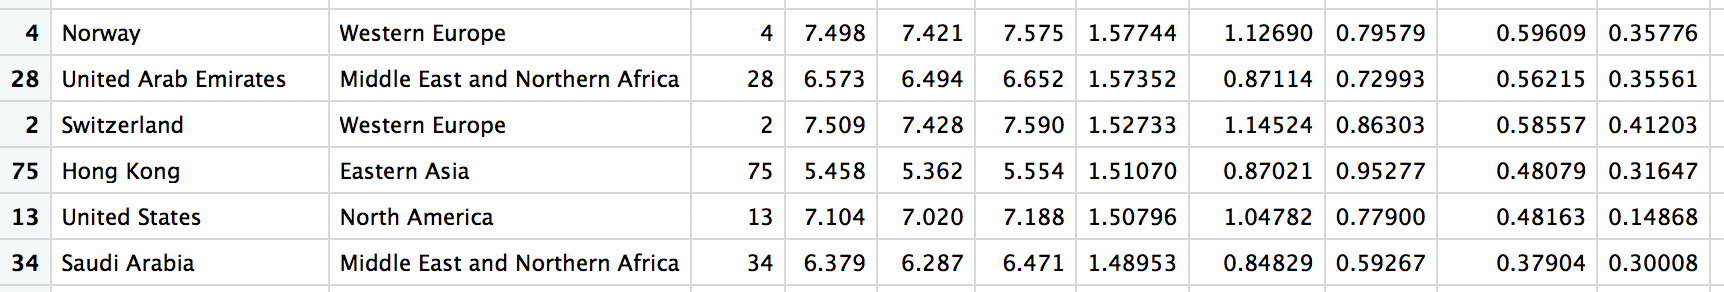 4 Norway Western Europe 4 7.498 7.421 7.575 1.57744 1.12690 0.79579 0.59609 0.35776
28 United Arab Emirates Middle East and Northern Africa 28 6.573 6.494 6.652 1.57352 0.87114 0.72993 0.56215 0.35561
2 Switzerland Western Europe 2 7.509 7.428 7.590 1.52733 1.14524 0.86303 0.58557 0.41203
75 Hong Kong Eastern Asia 75 5.458 5.362 5.554 1.51070 0.87021 0.95277 0.48079 0.31647
13 United States North America 13 7.104 7.020 7.188 1.50796 1.04782 0.77900 0.48163 0.14868
34 Saudi Arabia Middle East and Northern Africa 34 6.379 6.287 6.471 1.48953 0.84829 0.59267 0.37904 0.30008